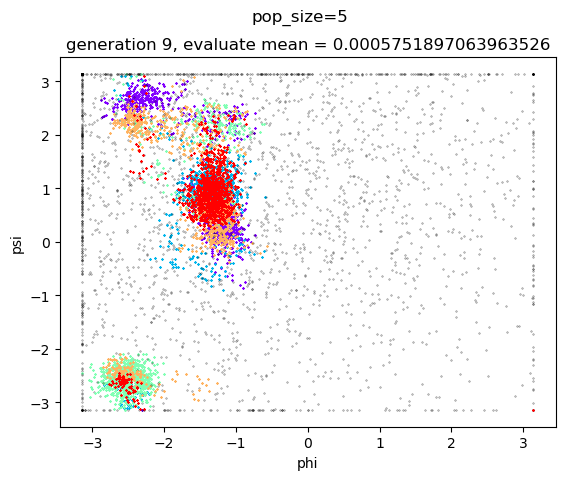 pop_size=5
generation 9, evaluate mean = 0.0005751897063963526
3
2
1
0
−1
−2
−3
psi
−3 −2 −1 0 1 2 3
phi